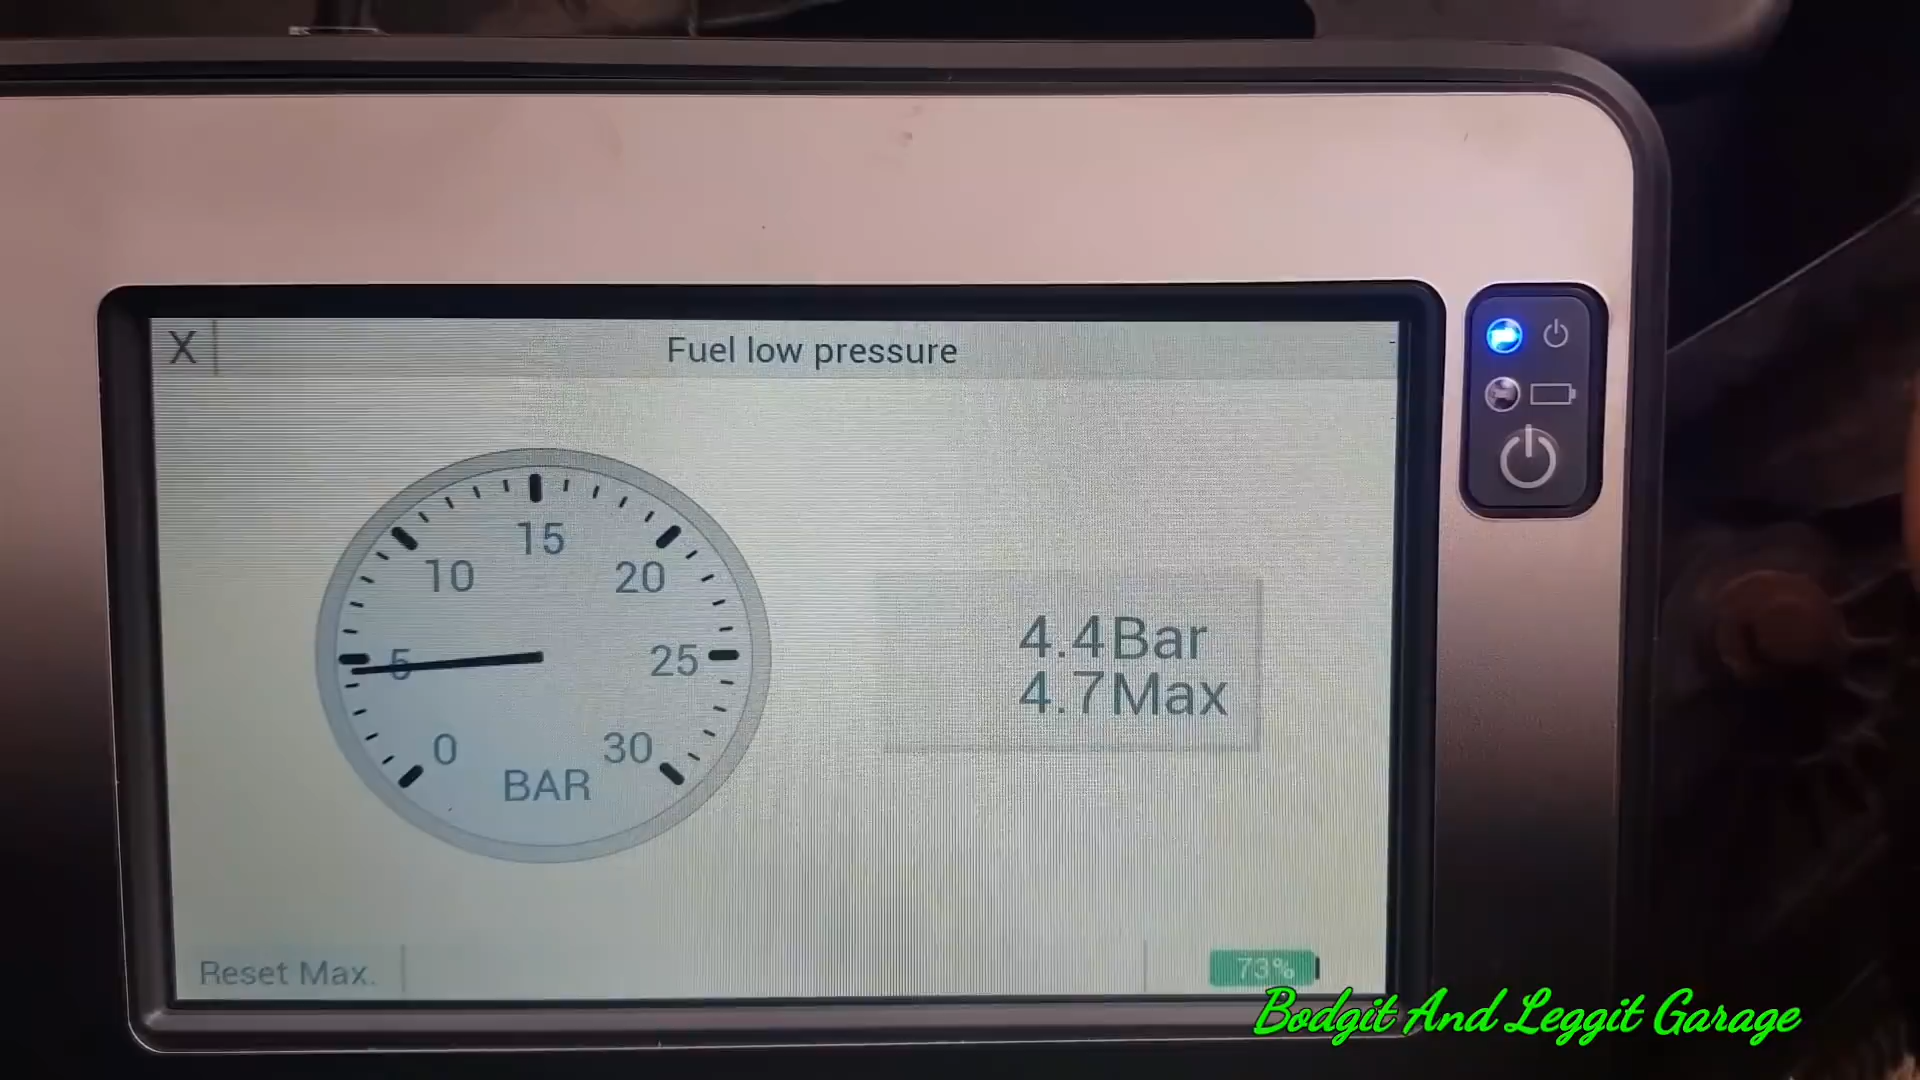 X
Fuel low pressure
15
10
20
5
25
0
30
BAR
4.4Bar
4.7Max
Reset Max.
73%
Bodgit And Leggit Garage